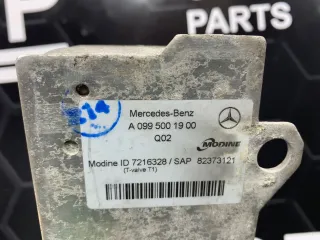 P
PARTS
14
Mercedes-Benz
A 099 500 19 00
Q02
MODINE
Modine ID 7216328 / SAP 82373121
(T-valve T1)